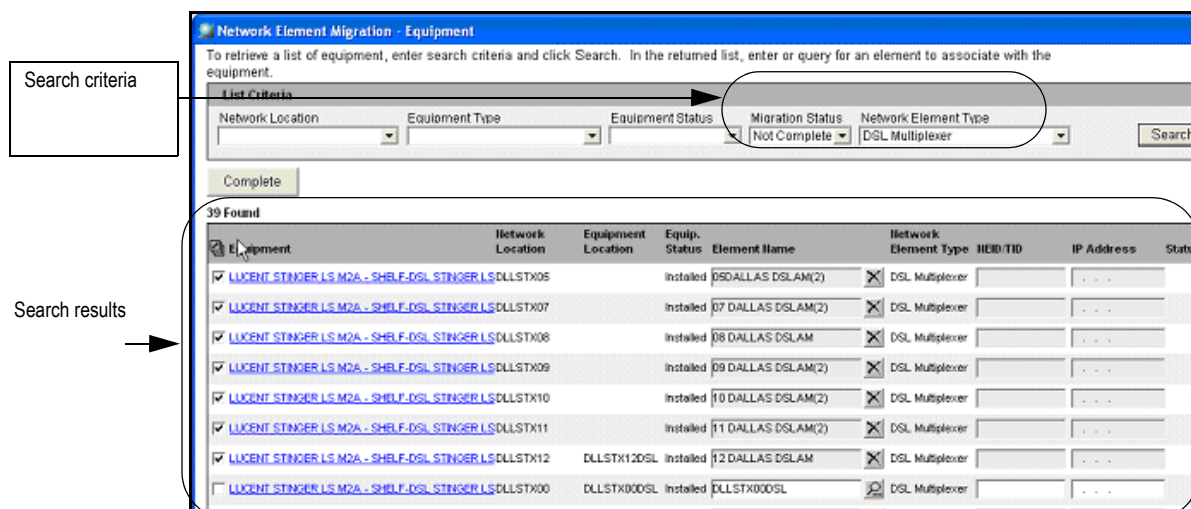 Network Element Migration - Equipment
To retrieve a list of equipment, enter search criteria and click Search. In the returned list, enter or query for an element to associate with the
equipment.
Search criteria
List Criteria
Network Location Equipment Type Equipment Status Migration Status Network Element Type
Not Complete DSL Multiplexer Search
Complete
39 Found
Equipment Network Location Equipment Location Equip. Status Element Name Network Element Type NEID/TID IP Address
LUCENT STINGER LS M2A - SHELF-DSL STINGER LS DLLSTX05 Installed 05DALLAS DSLAM(2) DSL Multiplexer . . .
LUCENT STINGER LS M2A - SHELF-DSL STINGER LS DLLSTX07 Installed 07 DALLAS DSLAM(2) DSL Multiplexer . . .
Search results
LUCENT STINGER LS M2A - SHELF-DSL STINGER LS DLLSTX08 Installed 08 DALLAS DSLAM DSL Multiplexer . . .
LUCENT STINGER LS M2A - SHELF-DSL STINGER LS DLLSTX09 Installed 09 DALLAS DSLAM(2) DSL Multiplexer . . .
LUCENT STINGER LS M2A - SHELF-DSL STINGER LS DLLSTX10 Installed 10 DALLAS DSLAM(2) DSL Multiplexer . . .
LUCENT STINGER LS M2A - SHELF-DSL STINGER LS DLLSTX11 Installed 11 DALLAS DSLAM(2) DSL Multiplexer . . .
LUCENT STINGER LS M2A - SHELF-DSL STINGER LS DLLSTX12 DLLSTX12DSL Installed 12 DALLAS DSLAM DSL Multiplexer . . .
LUCENT STINGER LS M2A - SHELF-DSL STINGER LS DLLSTX00 DLLSTX00DSL Installed DLLSTX00DSL DSL Multiplexer . . .